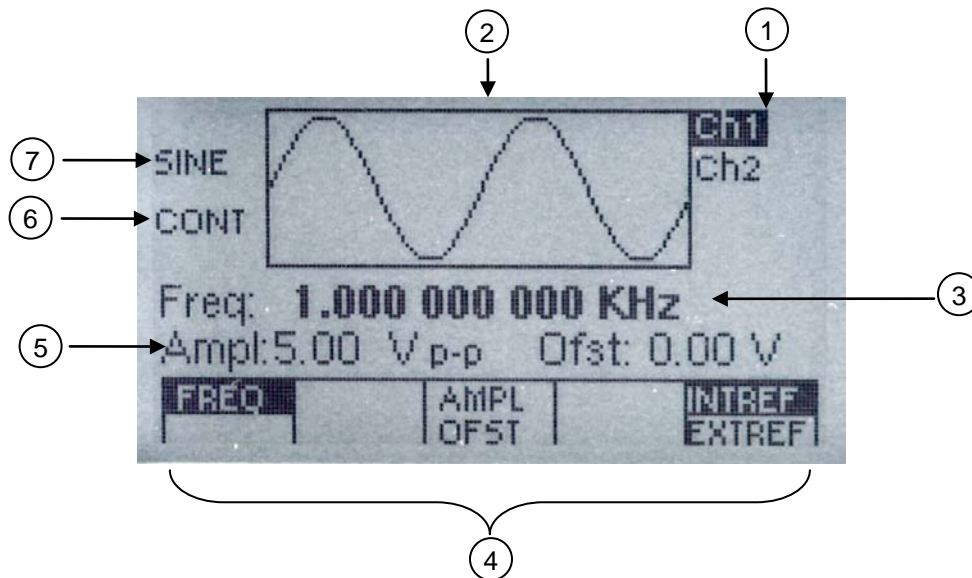 2
1
Ch1
7
SINE
Ch2
6
CONT
Freq: 1.000 000 000 KHz
3
5
Ampl:5.00 V p-p Ofst: 0.00 V
FREQ AMPL INTREF
OFST EXTREF
4